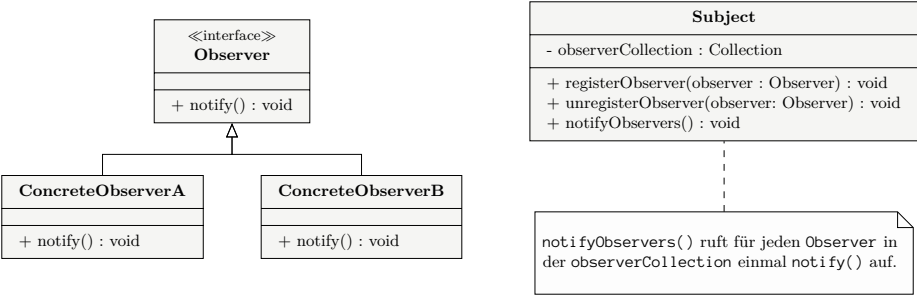 ≪interface≫
Observer
+ notify() : void
ConcreteObserverA
+ notify() : void
ConcreteObserverB
+ notify() : void
Subject
- observerCollection : Collection
+ registerObserver(observer : Observer) : void
+ unregisterObserver(observer: Observer) : void
+ notifyObservers() : void
notifyObservers() ruft für jeden Observer in
der observerCollection einmal notify() auf.